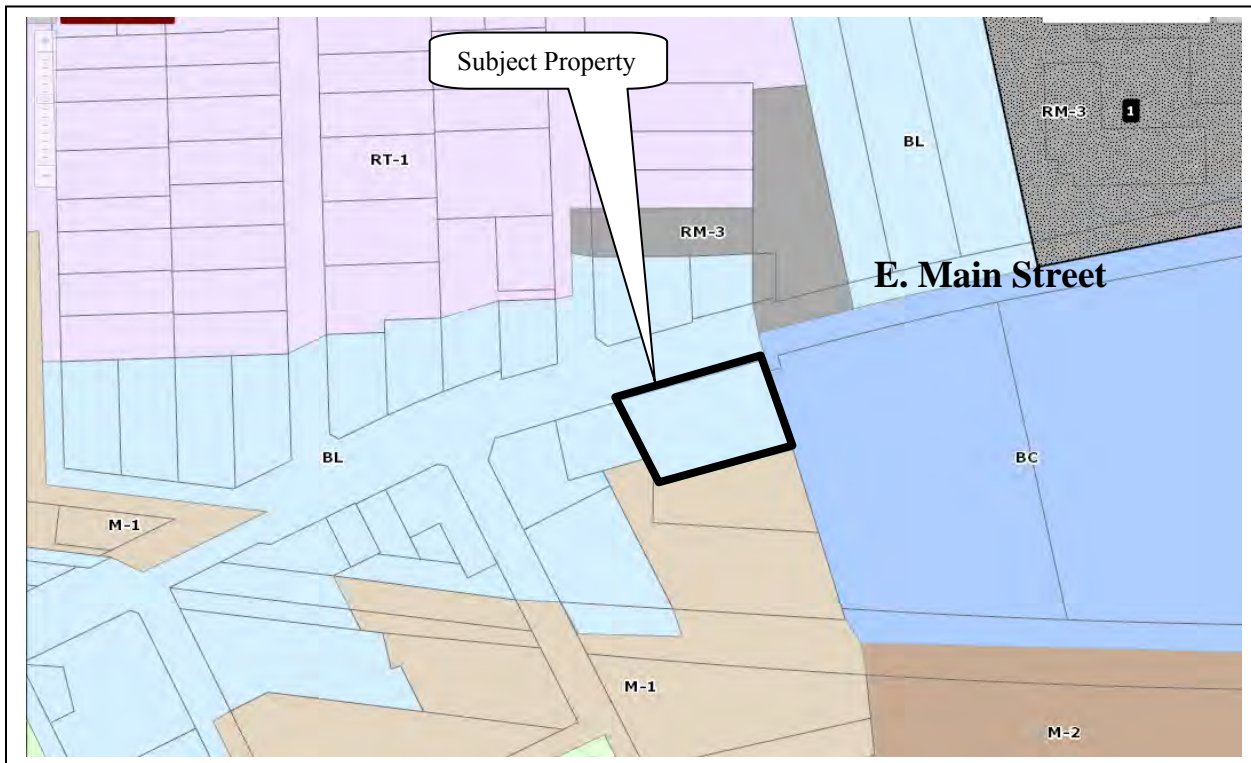 Subject Property
RM-3
1
BL
RT-1
RM-3
E. Main Street
BL
BC
M-1
M-1
M-2